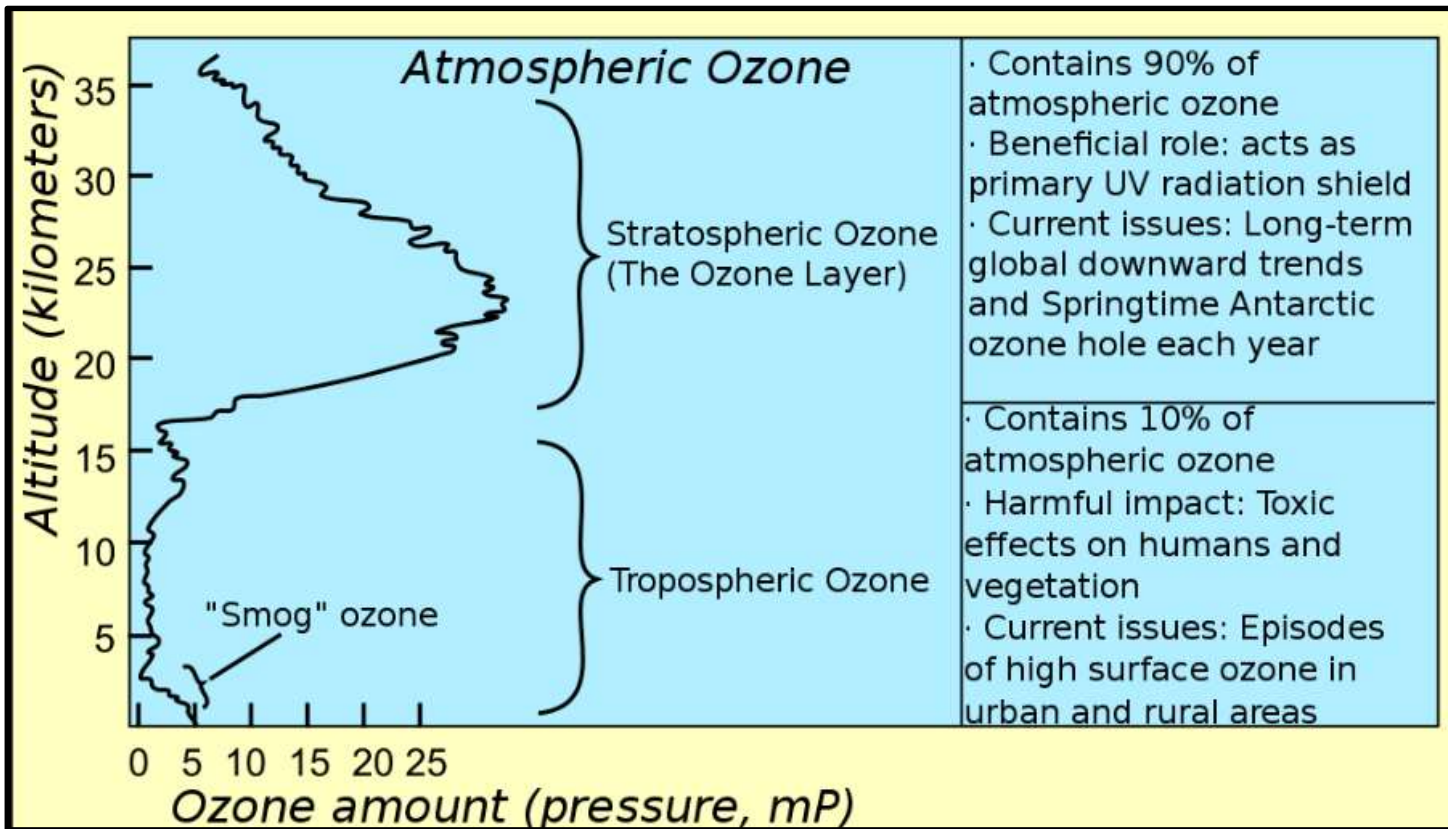 Atmospheric Ozone
Altitude (kilometers)
35
30
25
20
15
10
5
Stratospheric Ozone
(The Ozone Layer)
Tropospheric Ozone
"Smog" ozone
0 5 10 15 20 25
Ozone amount (pressure, mP)
· Contains 90% of
atmospheric ozone
· Beneficial role: acts as
primary UV radiation shield
· Current issues: Long-term
global downward trends
and Springtime Antarctic
ozone hole each year
· Contains 10% of
atmospheric ozone
· Harmful impact: Toxic
effects on humans and
vegetation
· Current issues: Episodes
of high surface ozone in
urban and rural areas